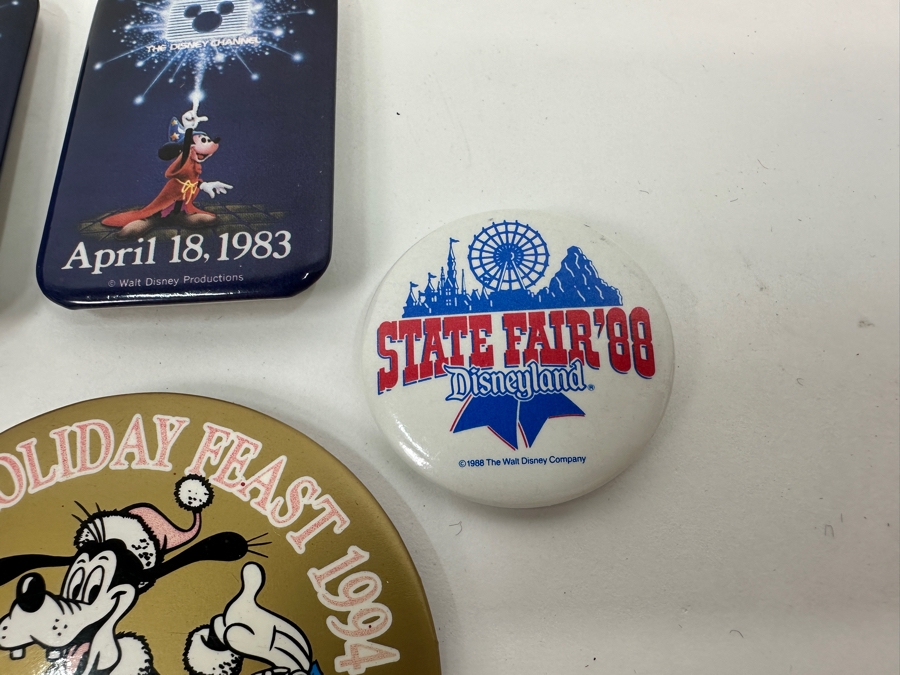 THE DISNEY CHANNEL
April 18, 1983
© Walt Disney Productions
STATE FAIR '88
Disneyland®
©1988 The Walt Disney Company
OLIDAY FEAST 1994